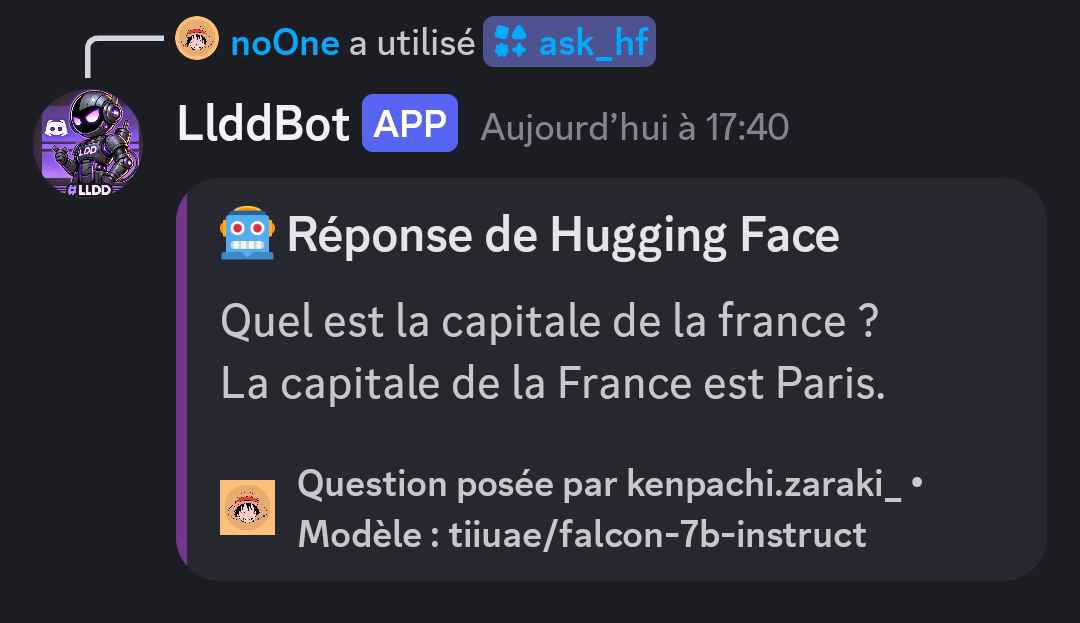 noOne a utilisé ask_hf
LlddBot APP Aujourd’hui à 17:40
LDD
#LLDD
Réponse de Hugging Face
Quel est la capitale de la france ?
La capitale de la France est Paris.
Question posée par kenpachi.zaraki_ •
Modèle : tiiuae/falcon-7b-instruct